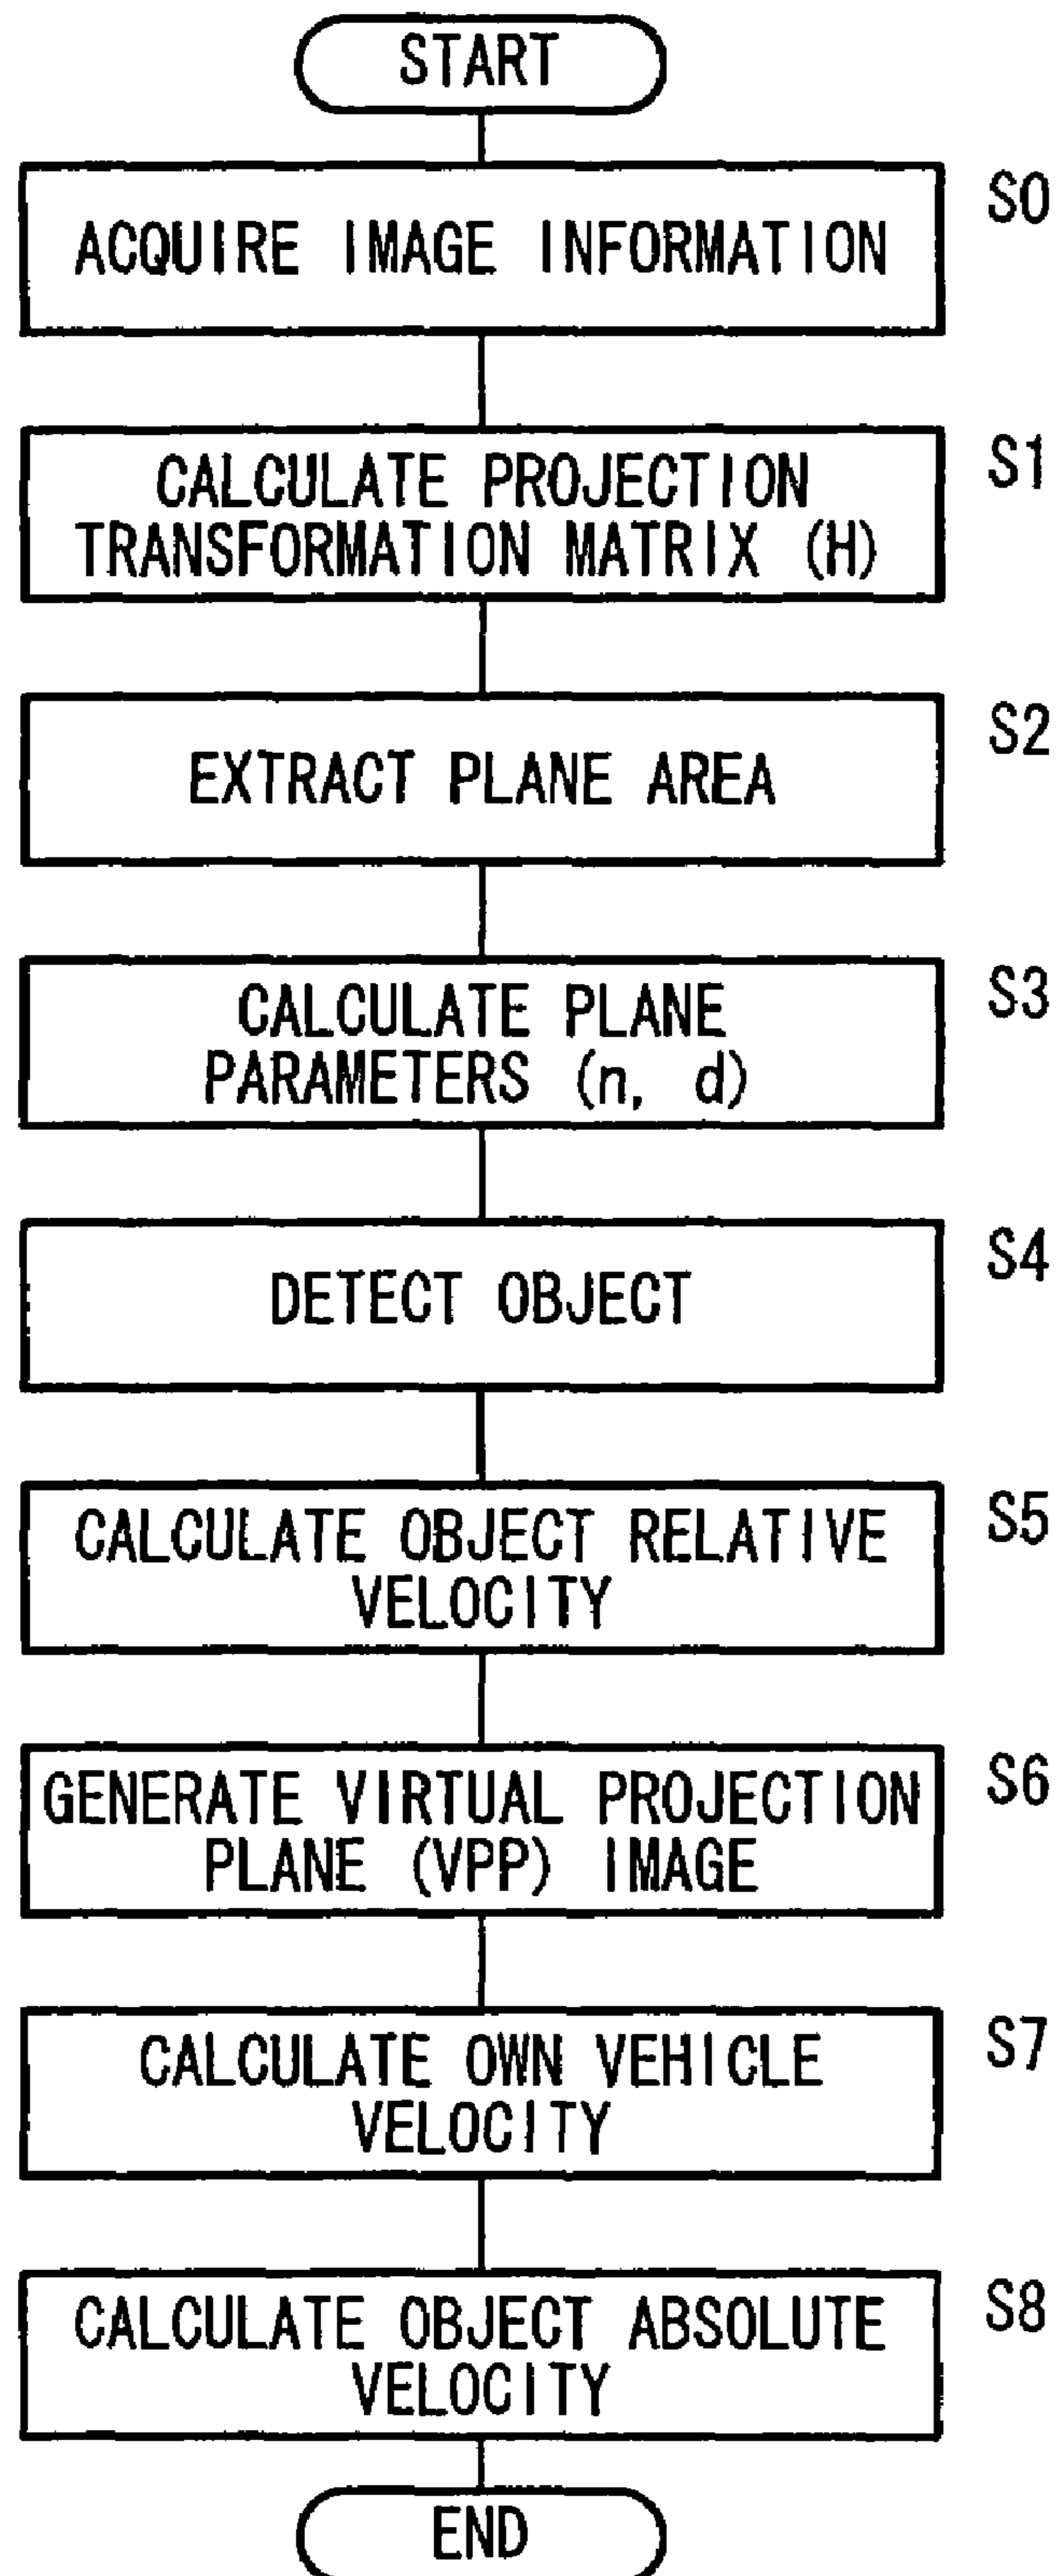 START
S0
ACQUIRE IMAGE INFORMATION
S1
CALCULATE PROJECTION
TRANSFORMATION MATRIX (H)
S2
EXTRACT PLANE AREA
S3
CALCULATE PLANE
PARAMETERS (n, d)
S4
DETECT OBJECT
S5
CALCULATE OBJECT RELATIVE
VELOCITY
S6
GENERATE VIRTUAL PROJECTION
PLANE (VPP) IMAGE
S7
CALCULATE OWN VEHICLE
VELOCITY
S8
CALCULATE OBJECT ABSOLUTE
VELOCITY
END